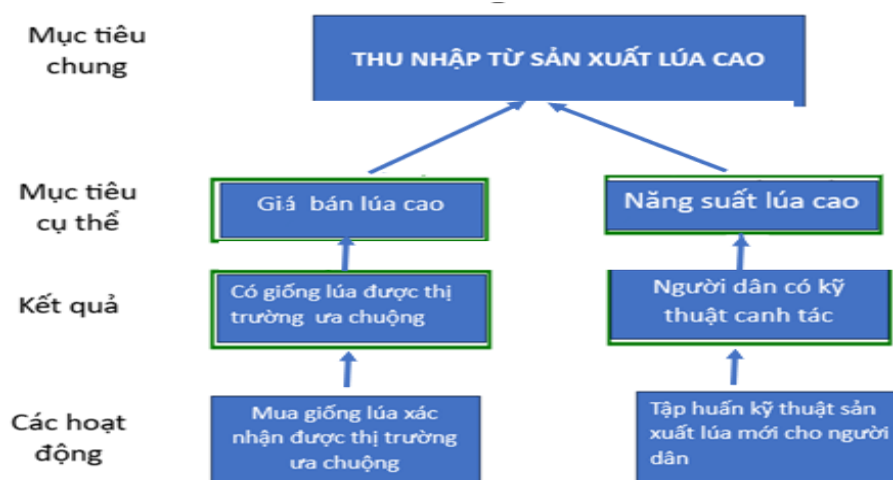 Mục tiêu
chung
THU NHẬP TỪ SẢN XUẤT LÚA CAO
Mục tiêu
cụ thể
Giá bán lúa cao
Năng suất lúa cao
Kết quả
Có giống lúa được thị
trường ưa chuộng
Người dân có kỹ
thuật canh tác
Các hoạt
động
Mua giống lúa xác
nhận được thị trường
ưa chuộng
Tập huấn kỹ thuật sản
xuất lúa mới cho người
dân